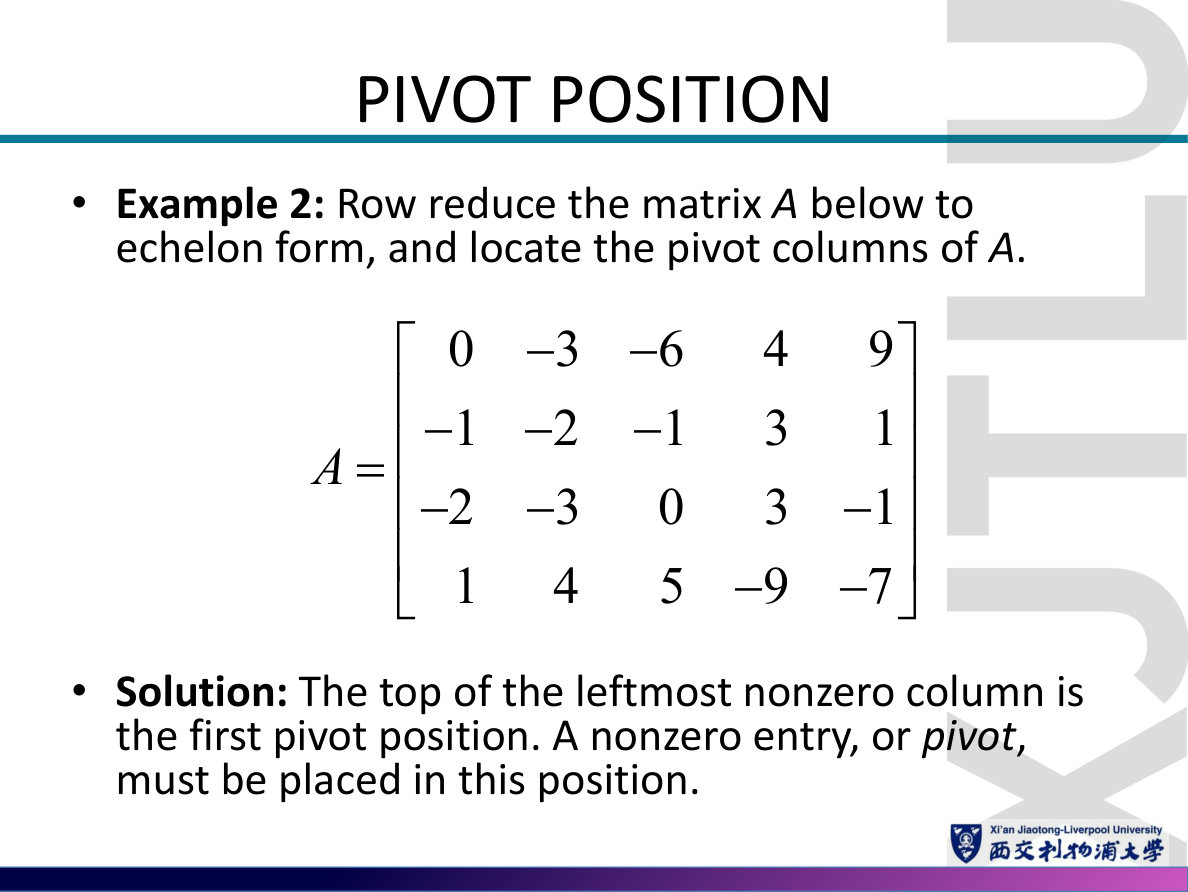 PIVOT POSITION
• Example 2: Row reduce the matrix A below to
echelon form, and locate the pivot columns of A.
0 −3 −6 4 9
−1 −2 −1 3 1
A =
−2 −3 0 3 −1
1 4 5 −9 −7
• Solution: The top of the leftmost nonzero column is
the first pivot position. A nonzero entry, or pivot,
must be placed in this position.
XJTLU
Xi'an Jiaotong-Liverpool University
西交利物浦大学